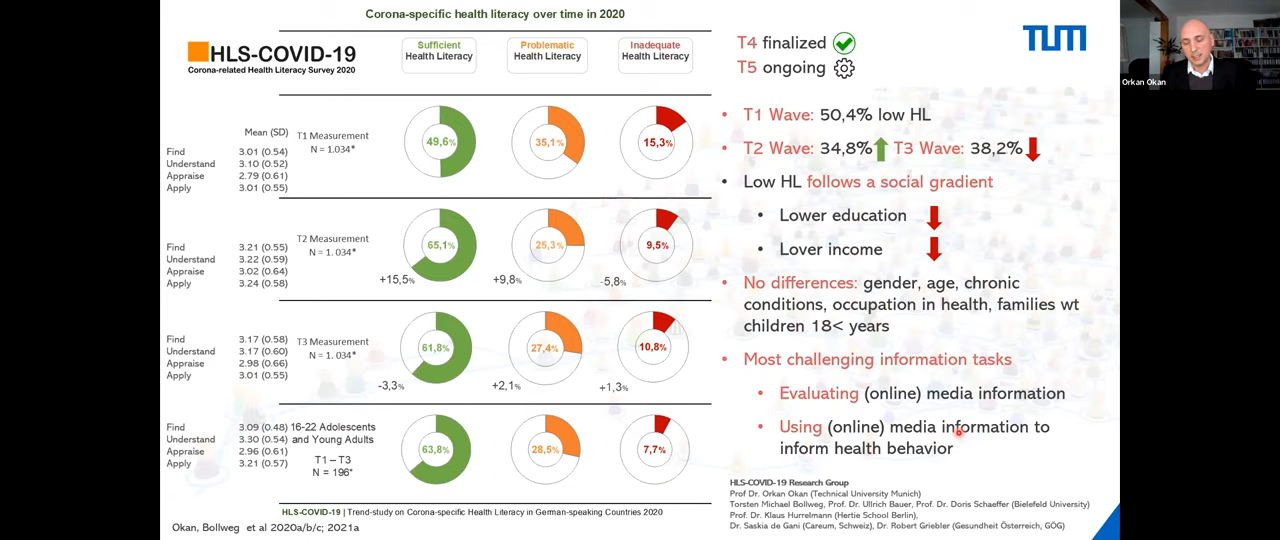 Corona-specific health literacy over time in 2020
HLS-COVID-19
Corona-related Health Literacy Survey 2020
Sufficient
Health Literacy
Problematic
Health Literacy
Inadequate
Health Literacy
Mean (SD)
Find 3.01 (0.54)
Understand 3.10 (0.52)
Appraise 2.79 (0.61)
Apply 3.01 (0.55)
T1 Measurement
N = 1.034*
49,6%
35,1%
15,3%
Find 3.21 (0.55)
Understand 3.22 (0.59)
Appraise 3.02 (0.64)
Apply 3.24 (0.58)
T2 Measurement
N = 1.034*
65,1%
25,3%
9,5%
+15,5%
+9,8%
-5,8%
Find 3.17 (0.58)
Understand 3.17 (0.60)
Appraise 2.98 (0.66)
Apply 3.01 (0.55)
T3 Measurement
N = 1.034*
61,8%
27,4%
10,8%
-3,3%
+2,1%
+1,3%
Find 3.09 (0.48)
Understand 3.30 (0.54)
Appraise 2.96 (0.61)
Apply 3.21 (0.57)
16-22 Adolescents
and Young Adults
T1 – T3
N = 196*
63,8%
28,5%
7,7%
HLS-COVID-19 | Trend-study on Corona-specific Health Literacy in German-speaking Countries 2020
Okan, Bollweg et al 2020a/b/c; 2021a
T4 finalized
T5 ongoing
TUM
• T1 Wave: 50,4% low HL
• T2 Wave: 34,8% T3 Wave: 38,2%
• Low HL follows a social gradient
• Lower education
• Lover income
• No differences: gender, age, chronic
conditions, occupation in health, families wt
children 18< years
• Most challenging information tasks
• Evaluating (online) media information
• Using (online) media information to
inform health behavior
HLS-COVID-19 Research Group
Prof Dr. Orkan Okan (Technical University Munich)
Torsten Michael Bollweg, Prof Dr. Ullrich Bauer, Prof Dr. Doris Schaeffer (Bielefeld University)
Prof Dr. Klaus Hurrelmann (Hertie School Berlin),
Dr. Saskia de Gani (Careum, Schweiz), Dr. Robert Griebler (Gesundheit Österreich, GÖG)
Orkan Okan